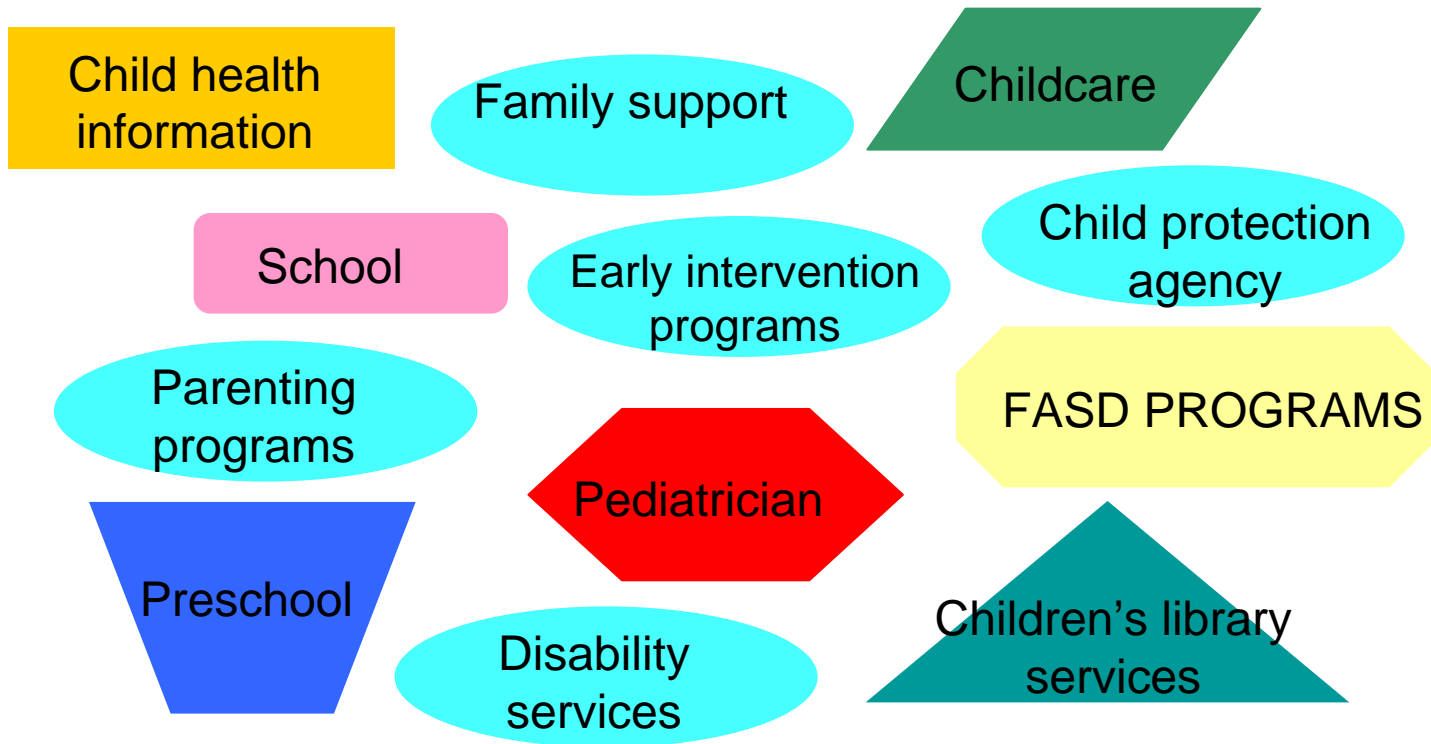 Child health
information
Family support
Childcare
School
Early intervention
programs
Child protection
agency
Parenting
programs
FASD PROGRAMS
Pediatrician
Preschool
Children’s library
services
Disability
services